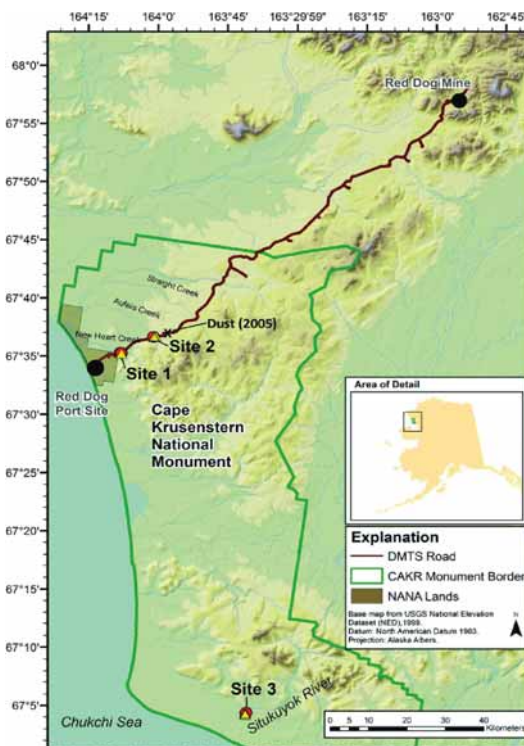 164°15' 164°0' 163°45' 163°29'59 163°15' 163°0' 162°45'
68°0'
67°55'
67°50'
67°45'
67°40'
67°35'
67°30'
67°25'
67°20'
67°15'
67°10'
67°5'
Red Dog Mine
Straight Creek
Aufeis Creek
New Heart Creek
Dust (2005)
Site 2
Site 1
Red Dog
Port Site
Cape
Krusenstern
National
Monument
Area of Detail
Explanation
DMTS Road
CAKR Monument Border
NANA Lands
Base map from USGS National Elevation
Dataset (NED),1999.
Datum: North American Datum 1983.
Projection: Alaska Albers.
N
Site 3
Situkuyok River
Chukchi Sea
0 5 10 20 30 40
Kilometers